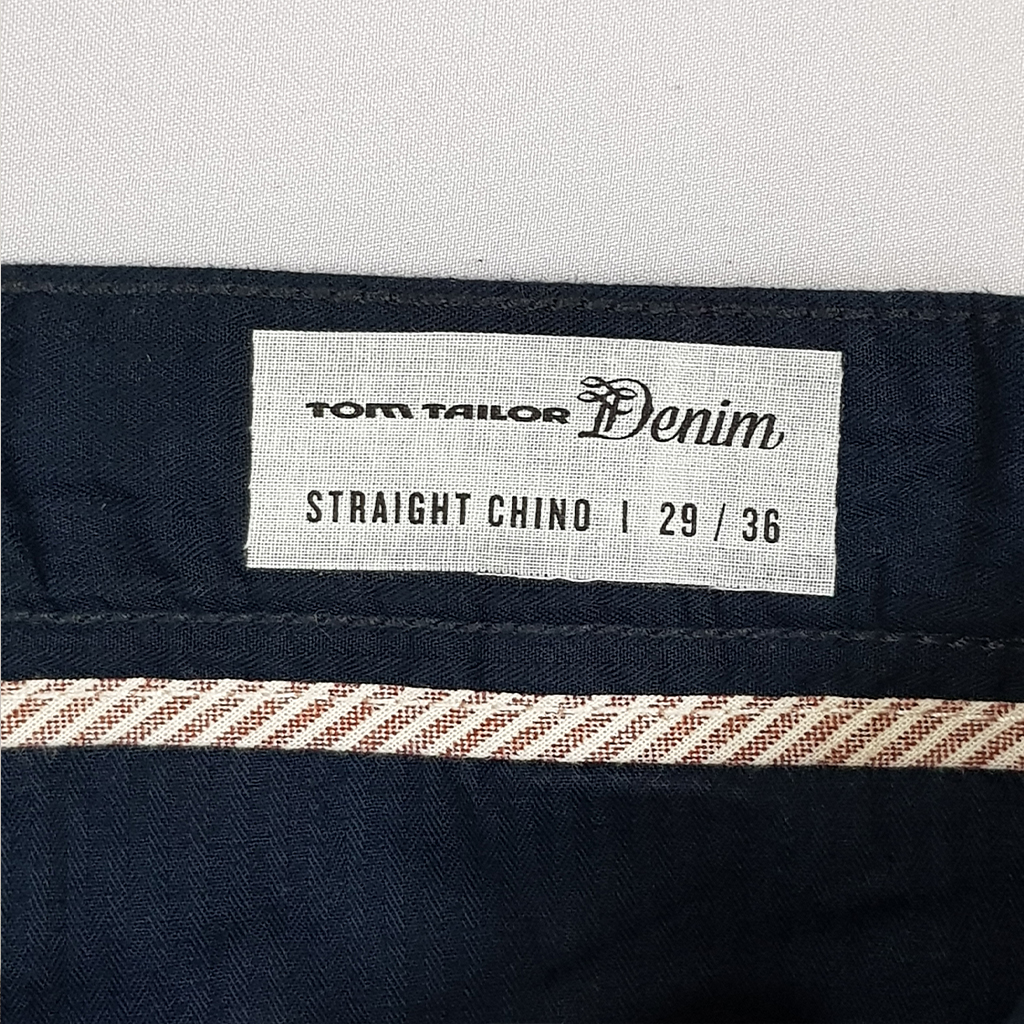 TOM TAILOR Denim
STRAIGHT CHINO | 29 / 36